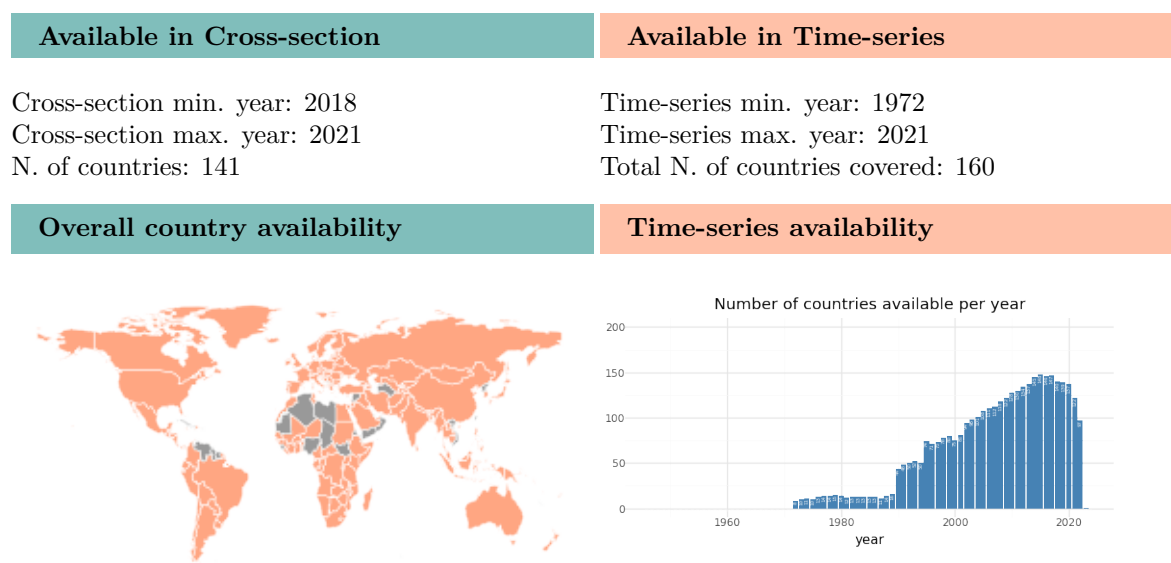 Available in Cross-section
Available in Time-series
Cross-section min. year: 2018
Cross-section max. year: 2021
N. of countries: 141
Time-series min. year: 1972
Time-series max. year: 2021
Total N. of countries covered: 160
Overall country availability
Time-series availability
Number of countries available per year
200
150
100
50
0
1960
1980
2000
2020
year